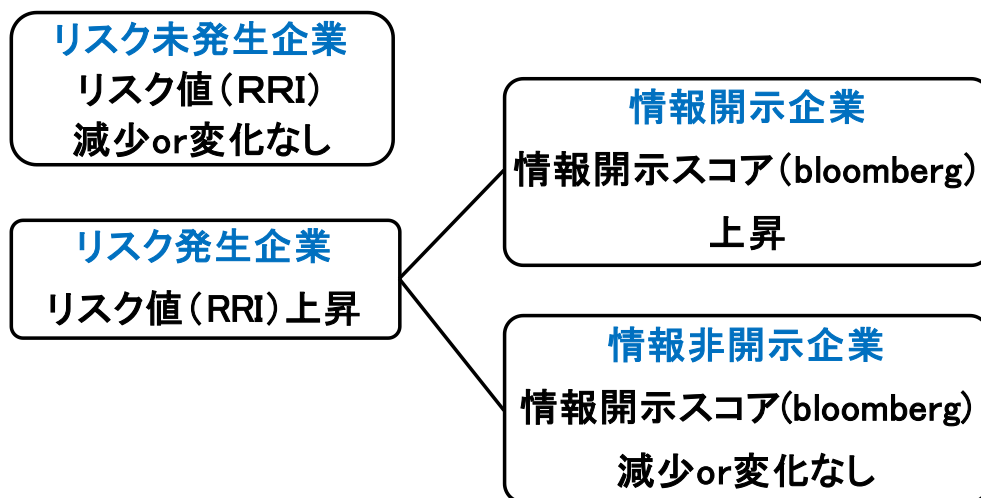 リスク未発生企業
リスク値(RRI)
減少or変化なし
リスク発生企業
リスク値(RRI)上昇
情報開示企業
情報開示スコア(bloomberg)
上昇
情報非開示企業
情報開示スコア(bloomberg)
減少or変化なし